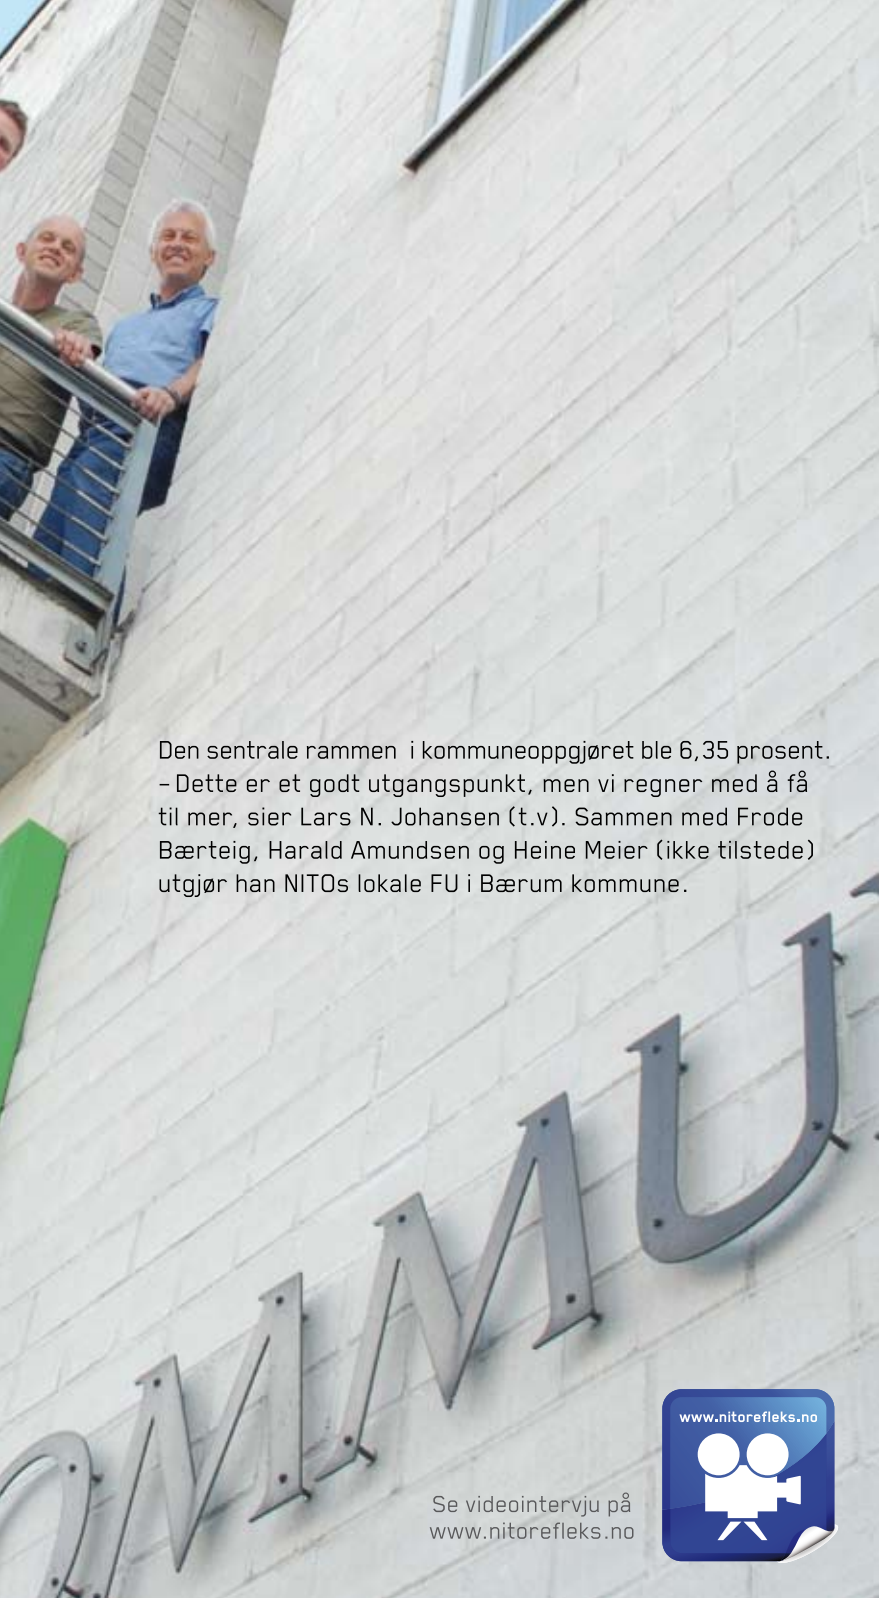 Den sentrale rammen i kommuneoppgjøret ble 6,35 prosent.
– Dette er et godt utgangspunkt, men vi regner med å få
til mer, sier Lars N. Johansen (t.v). Sammen med Frode
Bærteig, Harald Amundsen og Heine Meier (ikke tilstede)
utgjør han NITOs lokale FU i Bærum kommune.
OMMU
www.nitorefleks.no
Se videointervju på
www.nitorefleks.no